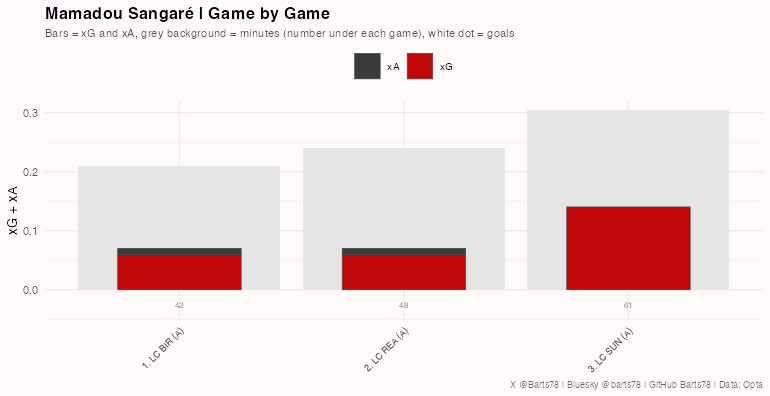 Mamadou Sangaré | Game by Game
Bars = xG and xA, grey background = minutes (number under each game), white dot = goals
xA xG
xG + xA
0.3
0.2
0.1
0.0
42 48 61
1. LC BIR (A) 2. LC REA (A) 3. LC SUN (A)
X @Barts78 | Bluesky @barts78 | GitHub Barts78 | Data: Opta